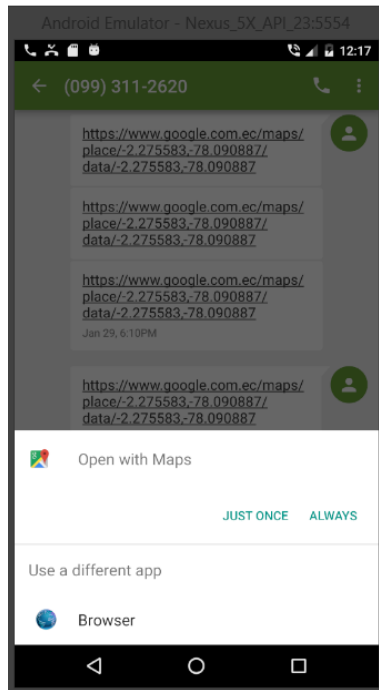 Android Emulator - Nexus_5X_API_23:5554
12:17
(099) 311-2620
https://www.google.com.ec/maps/
place/-2.275583,-78.090887/
data/-2.275583,-78.090887
https://www.google.com.ec/maps/
place/-2.275583,-78.090887/
data/-2.275583,-78.090887
https://www.google.com.ec/maps/
place/-2.275583,-78.090887/
data/-2.275583,-78.090887
Jan 29, 6:10PM
https://www.google.com.ec/maps/
place/-2.275583,-78.090887/
data/-2.275583,-78.090887
Open with Maps
JUST ONCE ALWAYS
Use a different app
Browser